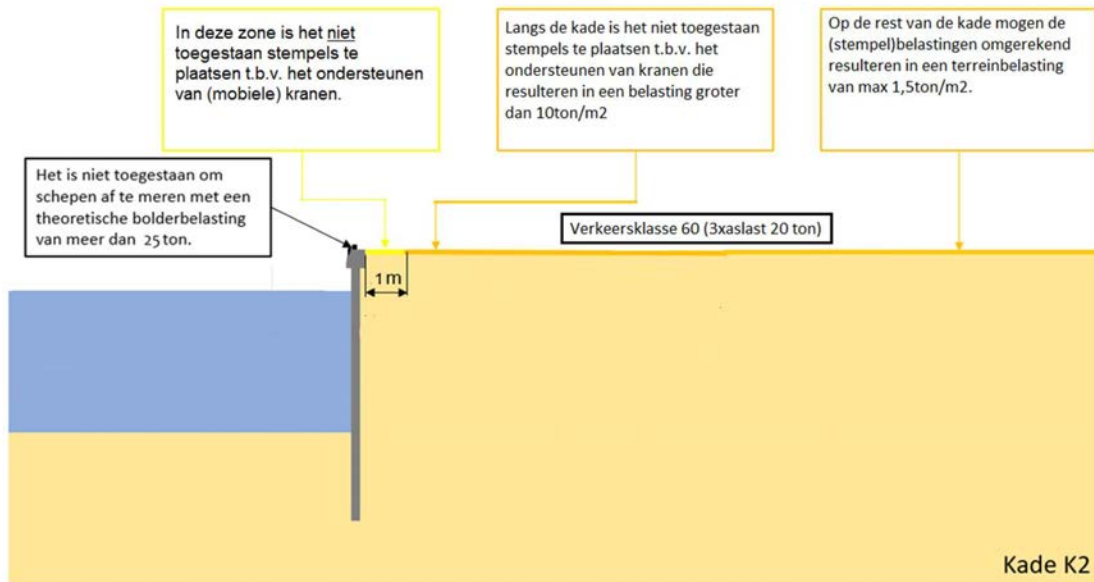 In deze zone is het niet
toegestaan stempels te
plaatsen t.b.v. het ondersteunen
van (mobiele) kranen.
Langs de kade is het niet toegestaan
stempels te plaatsen t.b.v. het
ondersteunen van kranen die
resulteren in een belasting groter
dan 10ton/m2
Op de rest van de kade mogen de
(stempel)belastingen omgerekend
resulteren in een terreinbelasting
van max 1,5ton/m2.
Het is niet toegestaan om
schepen af te meren met een
theoretische bolderbelasting
van meer dan 25 ton.
Verkeersklasse 60 (3xaslast 20 ton)
1 m
Kade K2